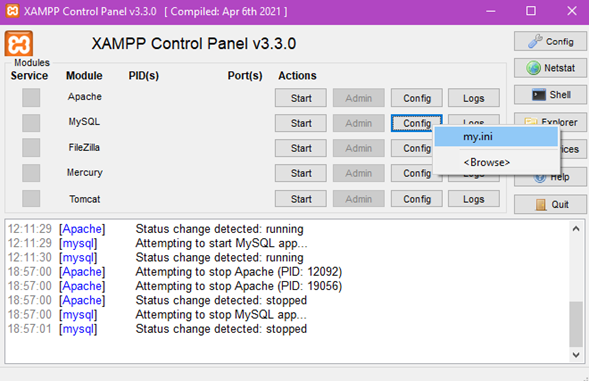 XAMPP Control Panel v3.3.0 [ Compiled: Apr 6th 2021 ]
XAMPP Control Panel v3.3.0
Config
Modules
Service Module PID(s) Port(s) Actions
Netstat
Apache Start Admin Config Logs
Shell
MySQL Start Admin Config Logs
Explorer
my.ini
FileZilla Start Admin
<Browse>
Mercury Start Admin Config Logs
Help
Tomcat Start Admin Config Logs
Quit
12:11:29 [Apache] Status change detected: running
12:11:29 [mysql] Attempting to start MySQL app...
12:11:30 [mysql] Status change detected: running
18:57:00 [Apache] Attempting to stop Apache (PID: 12092)
18:57:00 [Apache] Attempting to stop Apache (PID: 19056)
18:57:00 [Apache] Status change detected: stopped
18:57:00 [mysql] Attempting to stop MySQL app...
18:57:01 [mysql] Status change detected: stopped